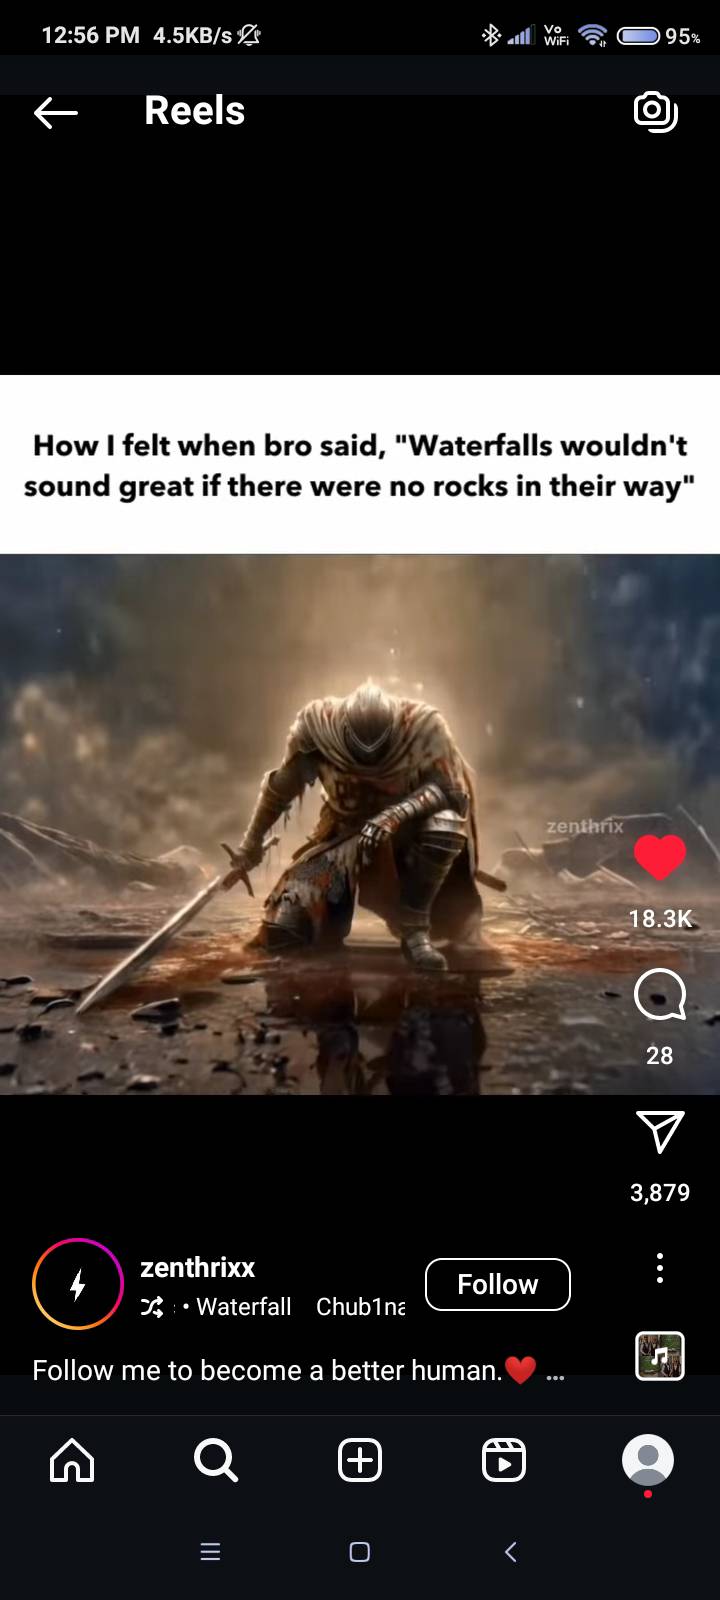 12:56 PM 4.5KB/s Vo WiFi 95%
Reels
How I felt when bro said, "Waterfalls wouldn't
sound great if there were no rocks in their way"
zenthrix
18.3K
28
3,879
zenthrixx
Follow
• Waterfall Chub1na
Follow me to become a better human.❤️ ...